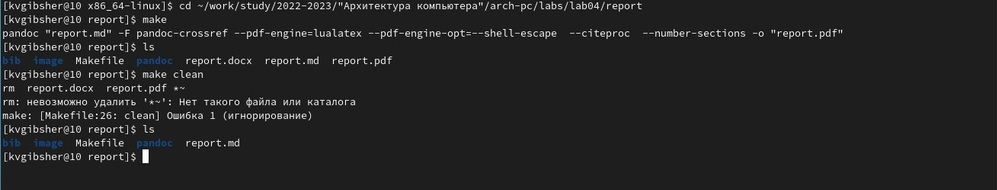 [kvgibsher@10 x86_64-linux]$ cd ~/work/study/2022-2023/"Архитектура компьютера"/arch-pc/labs/lab04/report
[kvgibsher@10 report]$ make
pandoc "report.md" -F pandoc-crossref --pdf-engine=lualatex --pdf-engine-opt=--shell-escape  --citeproc  --number-sections -o "report.pdf"
[kvgibsher@10 report]$ ls
bib  image  Makefile  pandoc  report.docx  report.md  report.pdf
[kvgibsher@10 report]$ make clean
rm  report.docx  report.pdf *~
rm: невозможно удалить '*~': Нет такого файла или каталога
make: [Makefile:26: clean] Ошибка 1 (игнорирование)
[kvgibsher@10 report]$ ls
bib  image  Makefile  pandoc  report.md
[kvgibsher@10 report]$